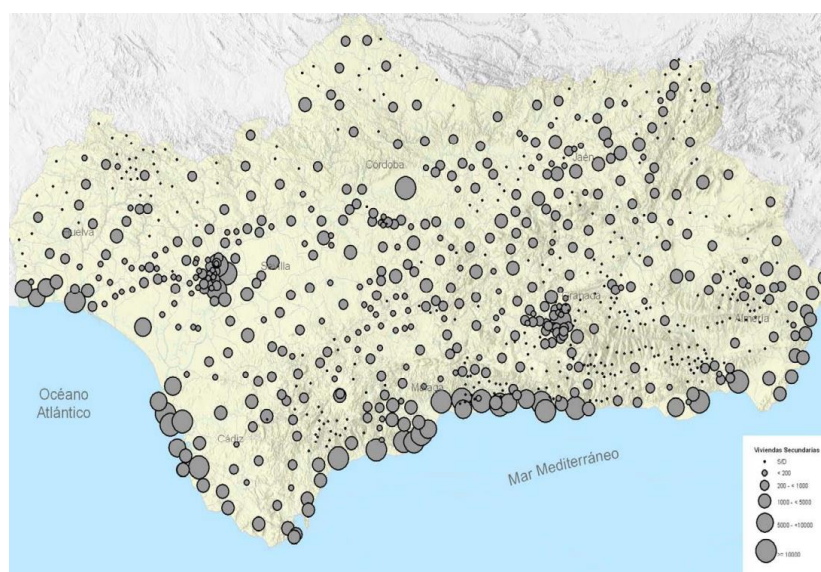 Córdoba
Jaén
Huelva
Sevilla
Granada
Almería
Málaga
Océano
Atlántico
Cádiz
Mar Mediterráneo
Viviendas Secundarias
S/D
< 200
200 - < 1000
1000 - < 5000
5000 - <10000
>= 10000